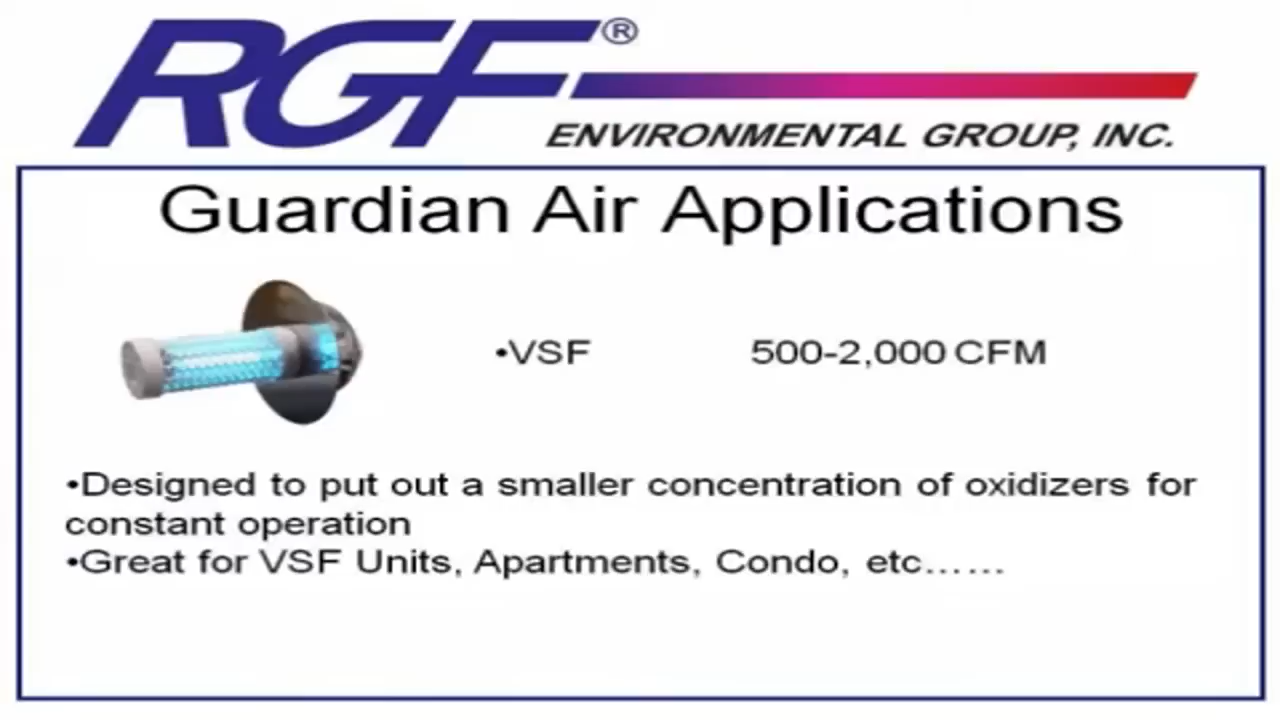 RGF®
ENVIRONMENTAL GROUP, INC.
Guardian Air Applications
•VSF 500-2,000 CFM
•Designed to put out a smaller concentration of oxidizers for
constant operation
•Great for VSF Units, Apartments, Condo, etc……